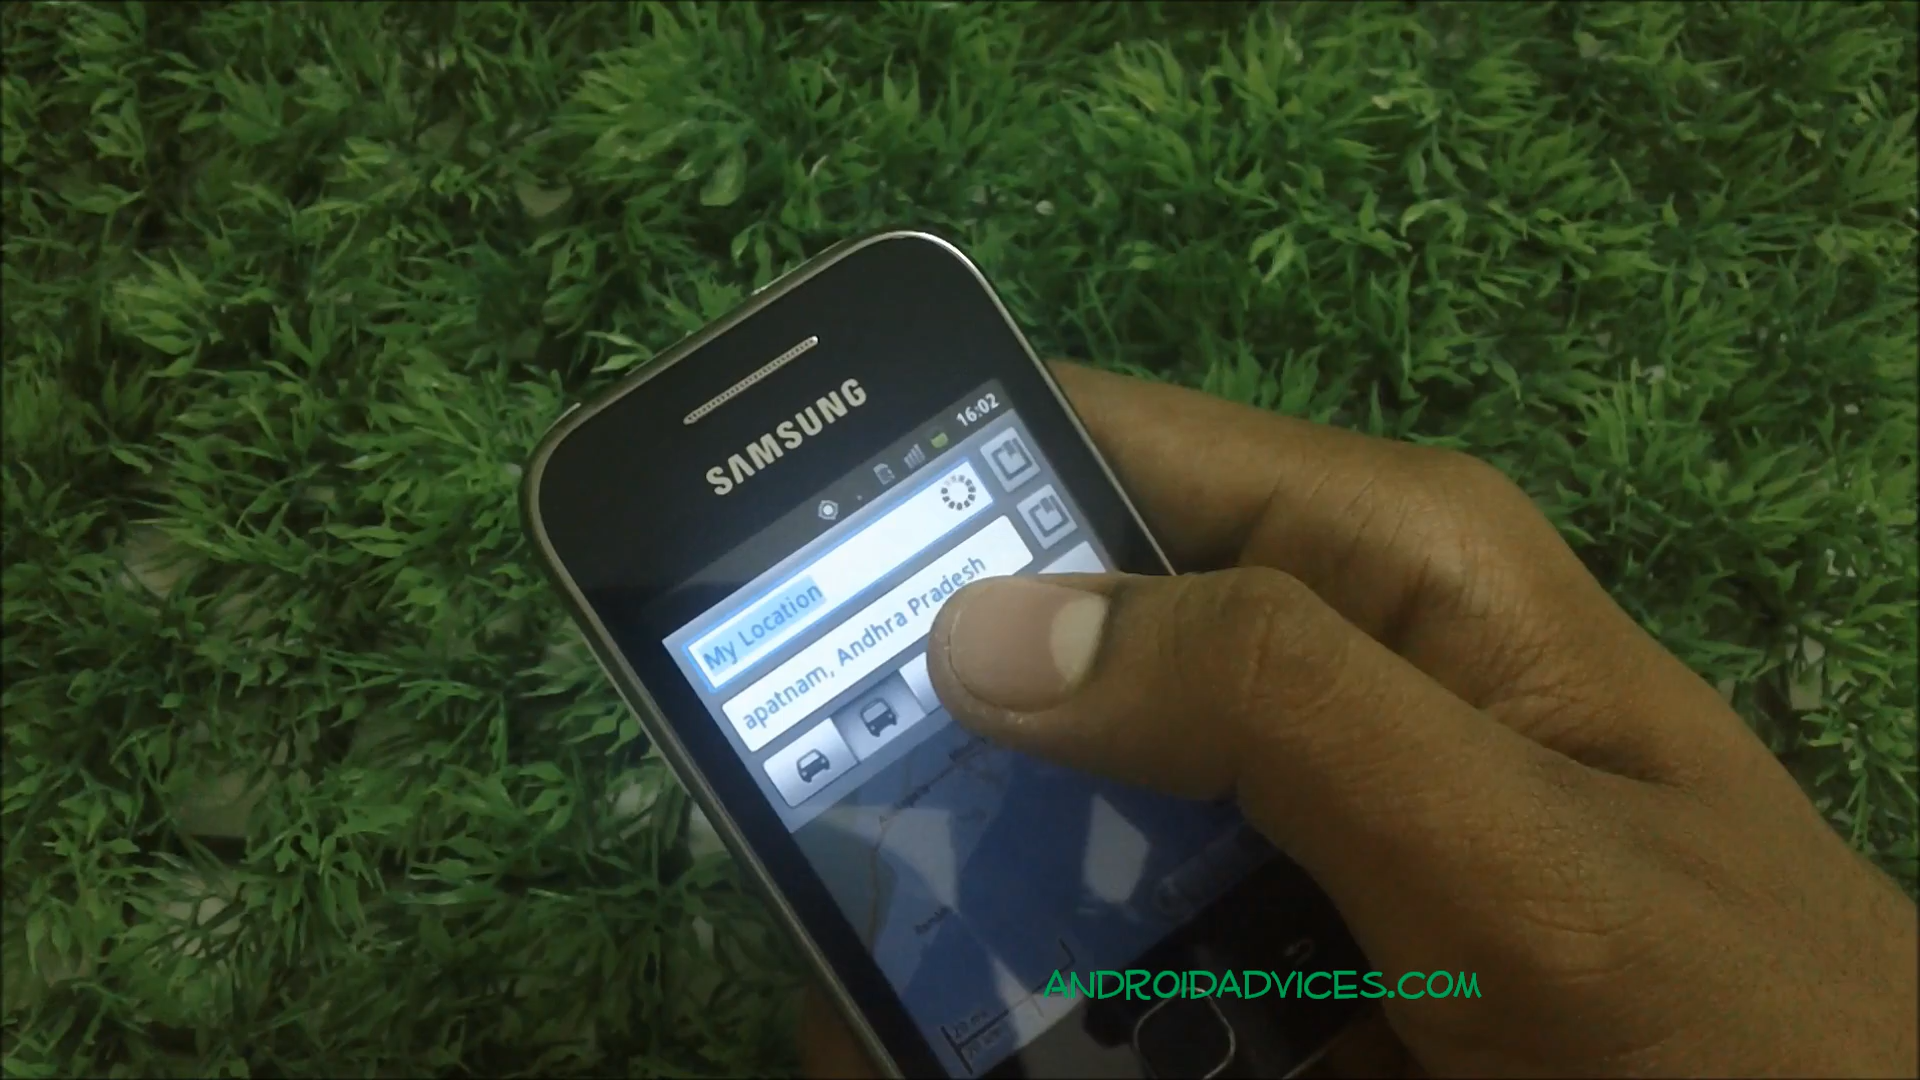 SAMSUNG
16:02
My Location
apatnam, Andhra Pradesh
ANDROIDADVICES.COM